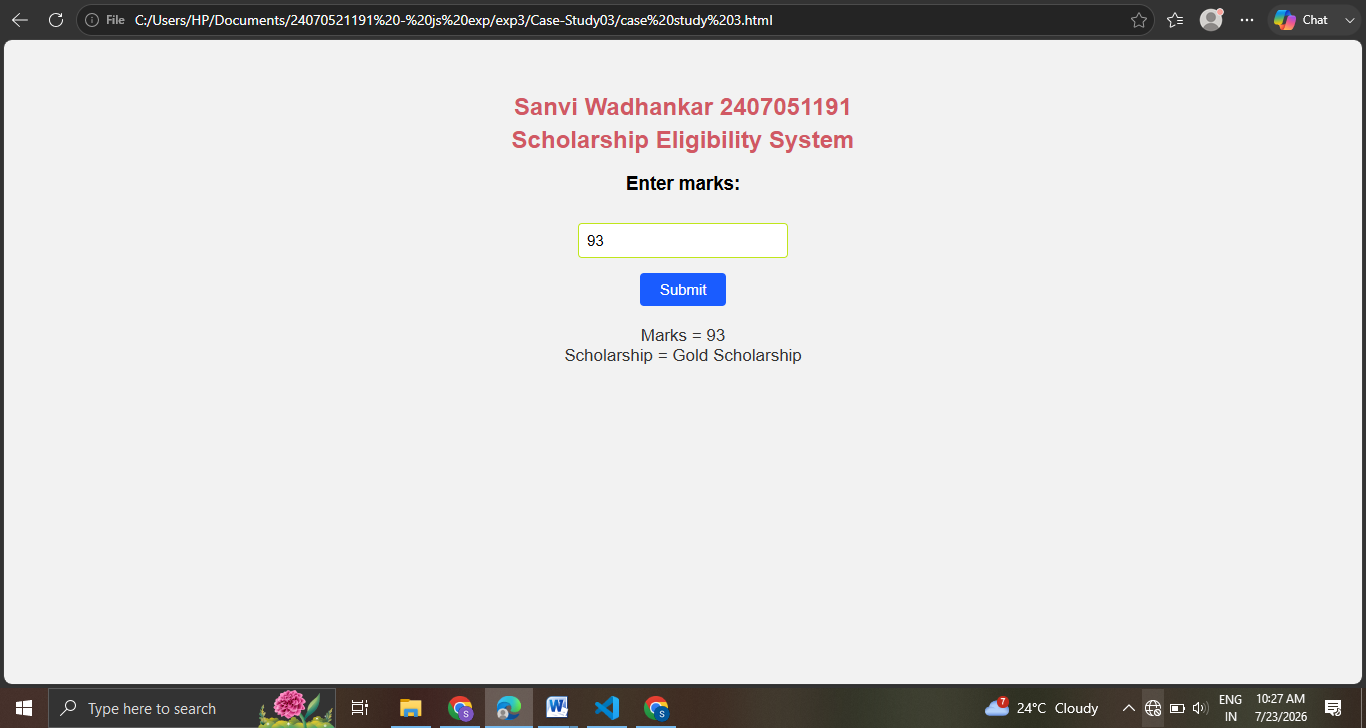 File C:/Users/HP/Documents/24070521191%20-%20js%20exp/exp3/Case-Study03/case%20study%203.html
Chat
Sanvi Wadhankar 2407051191
Scholarship Eligibility System
Enter marks:
93
Submit
Marks = 93
Scholarship = Gold Scholarship
Type here to search
S
W
S
7
24°C Cloudy
ENG
IN
10:27 AM
7/23/2026